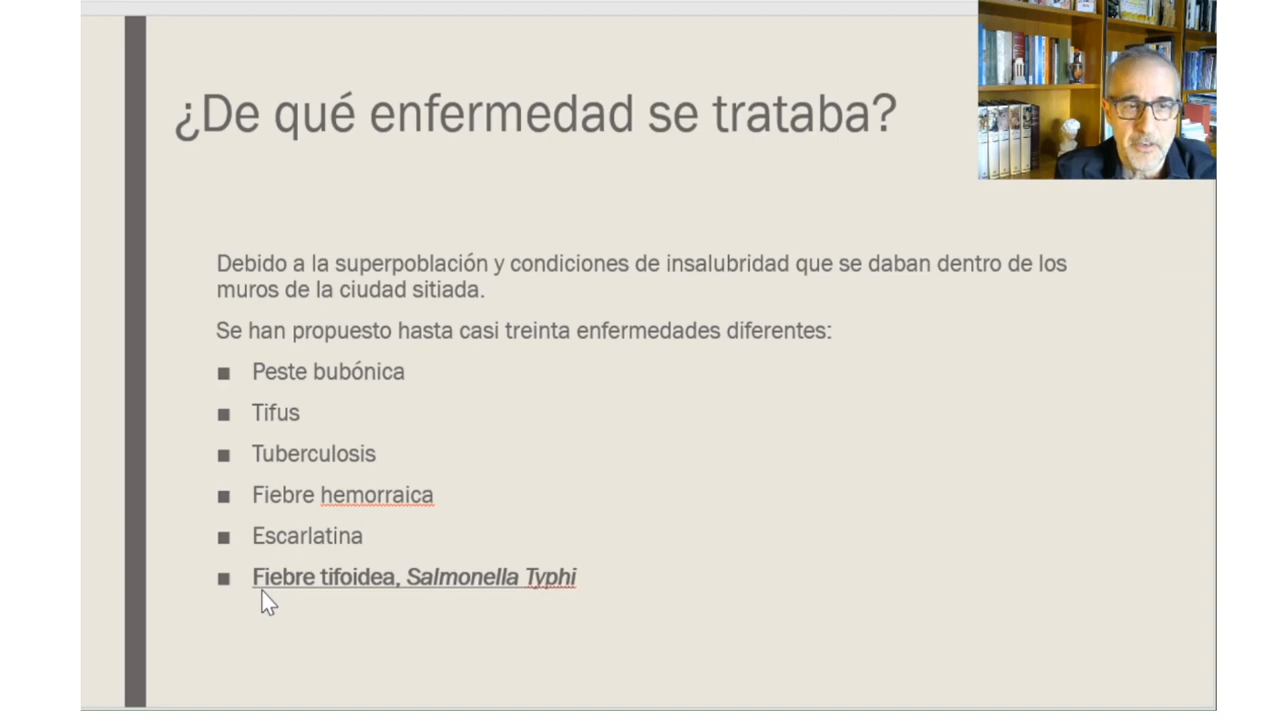 ¿De qué enfermedad se trataba?
Debido a la superpoblación y condiciones de insalubridad que se daban dentro de los
muros de la ciudad sitiada.
Se han propuesto hasta casi treinta enfermedades diferentes:
■ Peste bubónica
■ Tifus
■ Tuberculosis
■ Fiebre hemorraica
■ Escarlatina
■ Fiebre tifoidea, Salmonella Typhi